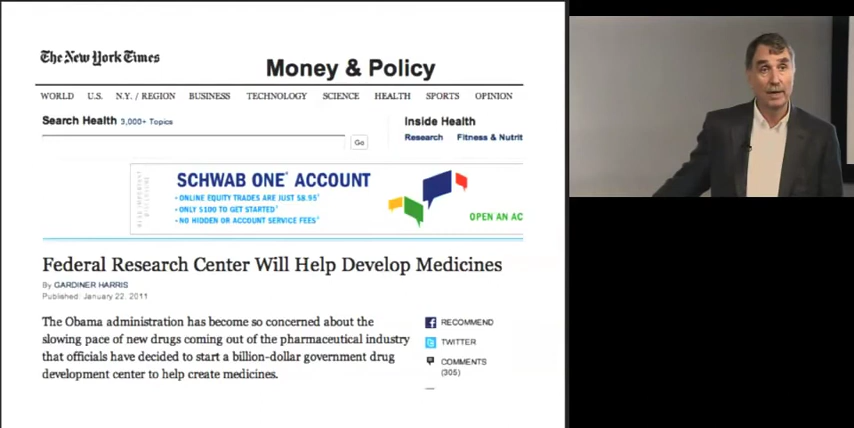 The New York Times
Money & Policy
WORLD U.S. N.Y. / REGION BUSINESS TECHNOLOGY SCIENCE HEALTH SPORTS OPINION
Search Health 3,000+ Topics
Go
Inside Health
Research Fitness & Nutrit
SCHWAB ONE® ACCOUNT
• ONLINE EQUITY TRADES ARE JUST $8.95¹
• ONLY $100 TO GET STARTED
• NO HIDDEN OR ACCOUNT SERVICE FEES
OPEN AN AC
Federal Research Center Will Help Develop Medicines
By GARDINER HARRIS
Published: January 22, 2011
The Obama administration has become so concerned about the
slowing pace of new drugs coming out of the pharmaceutical industry
that officials have decided to start a billion-dollar government drug
development center to help create medicines.
RECOMMEND
TWITTER
COMMENTS
(305)